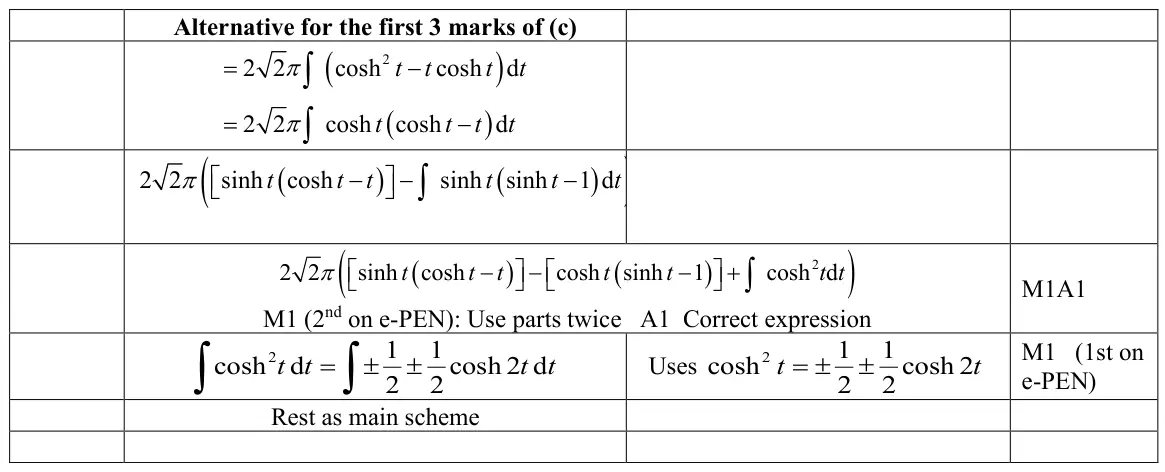 Alternative for the first 3 marks of (c)
= 2√2π∫ (cosh² t − t cosh t) dt
= 2√2π∫ cosh t (cosh t − t) dt
2√2π([sinh t (cosh t − t)] − ∫ sinh t (sinh t − 1) dt)
2√2π([sinh t (cosh t − t)] − [cosh t (sinh t − 1)] + ∫ cosh² t dt)
M1 (2nd on e-PEN): Use parts twice A1 Correct expression
M1A1
∫ cosh² t dt = ∫ ± 1/2 ± 1/2 cosh 2t dt
Uses cosh² t = ± 1/2 ± 1/2 cosh 2t
M1 (1st on
e-PEN)
Rest as main scheme